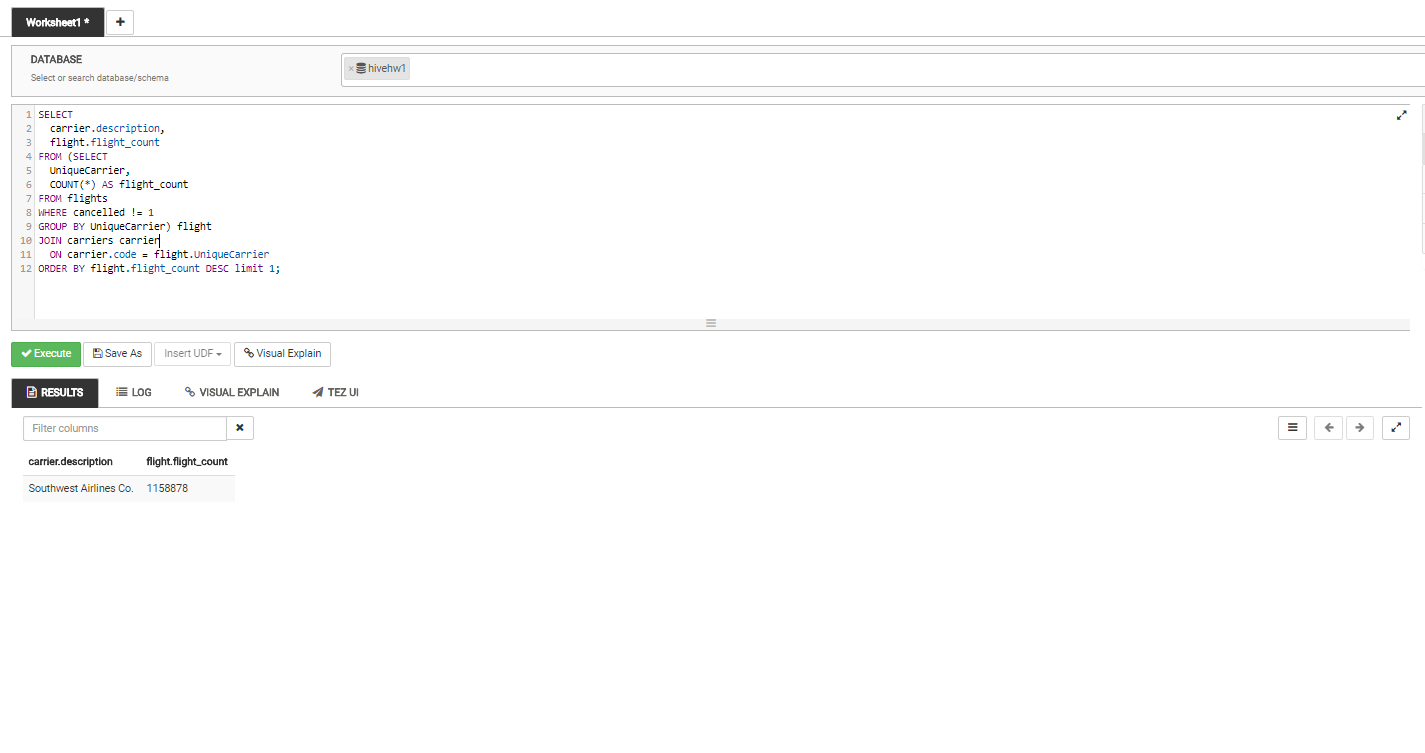 Worksheet1 * +
DATABASE
Select or search database/schema
× hivehw1
1 SELECT
2 carrier.description,
3 flight.flight_count
4 FROM (SELECT
5 UniqueCarrier,
6 COUNT(*) AS flight_count
7 FROM flights
8 WHERE cancelled != 1
9 GROUP BY UniqueCarrier) flight
10 JOIN carriers carrier
11 ON carrier.code = flight.UniqueCarrier
12 ORDER BY flight.flight_count DESC limit 1;
Execute Save As Insert UDF Visual Explain
RESULTS LOG VISUAL EXPLAIN TEZ UI
Filter columns
carrier.description flight.flight_count
Southwest Airlines Co. 1158878